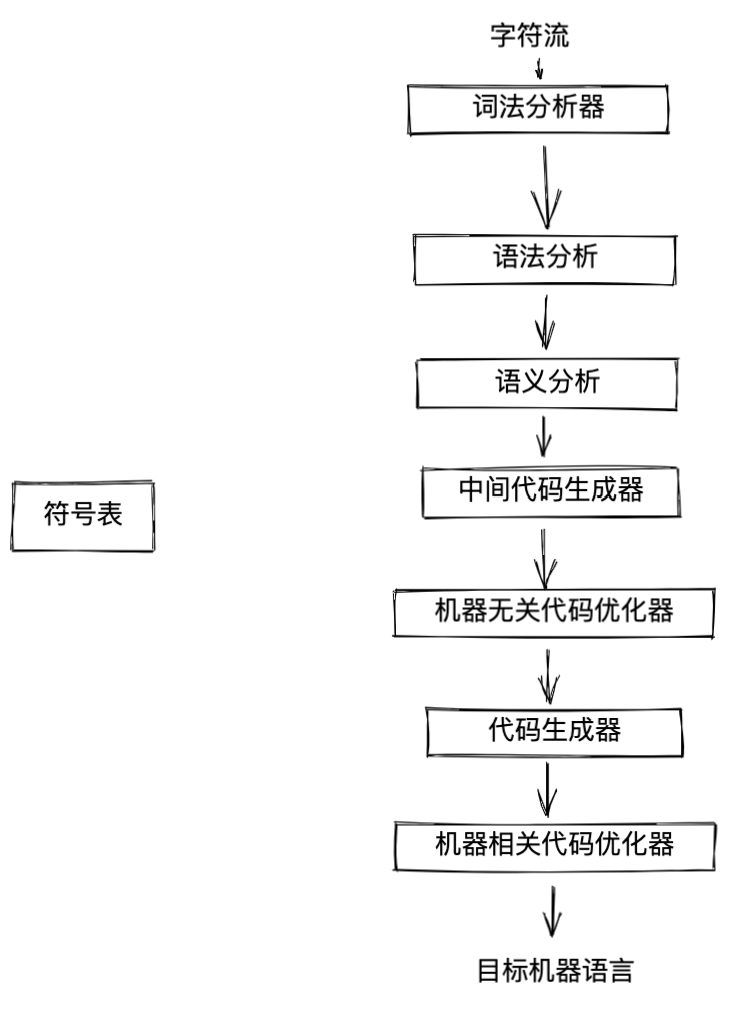 字符流
词法分析器
语法分析
语义分析
中间代码生成器
符号表
机器无关代码优化器
代码生成器
机器相关代码优化器
目标机器语言